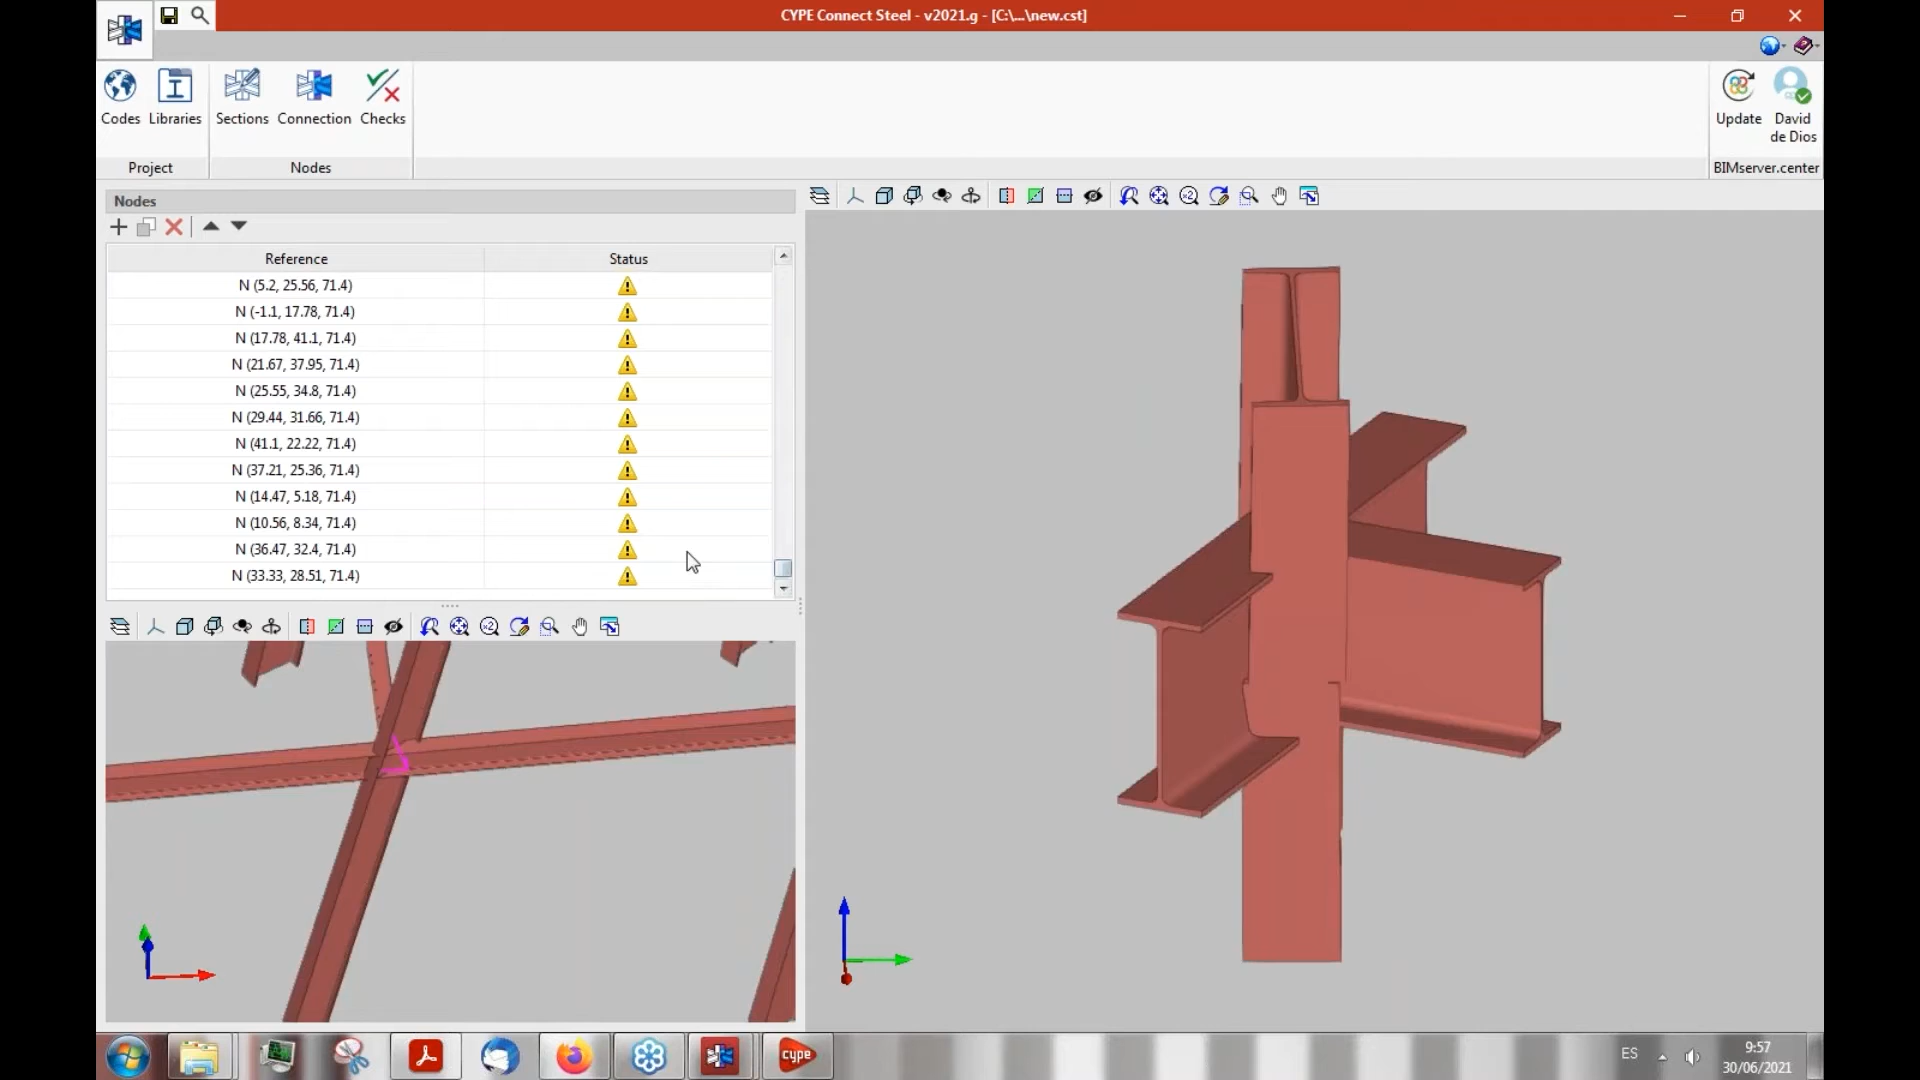 CYPE Connect Steel - v2021.g - [C:\...\new.cst]
Codes Libraries Sections Connection Checks
Update David de Dios
Project Nodes BIMserver.center
Nodes
Reference Status
N (5.2, 25.56, 71.4)
N (-1.1, 17.78, 71.4)
N (17.78, 41.1, 71.4)
N (21.67, 37.95, 71.4)
N (25.55, 34.8, 71.4)
N (29.44, 31.66, 71.4)
N (41.1, 22.22, 71.4)
N (37.21, 25.36, 71.4)
N (14.47, 5.18, 71.4)
N (10.56, 8.34, 71.4)
N (36.47, 32.4, 71.4)
N (33.33, 28.51, 71.4)
cype
ES
9:57
30/06/2021